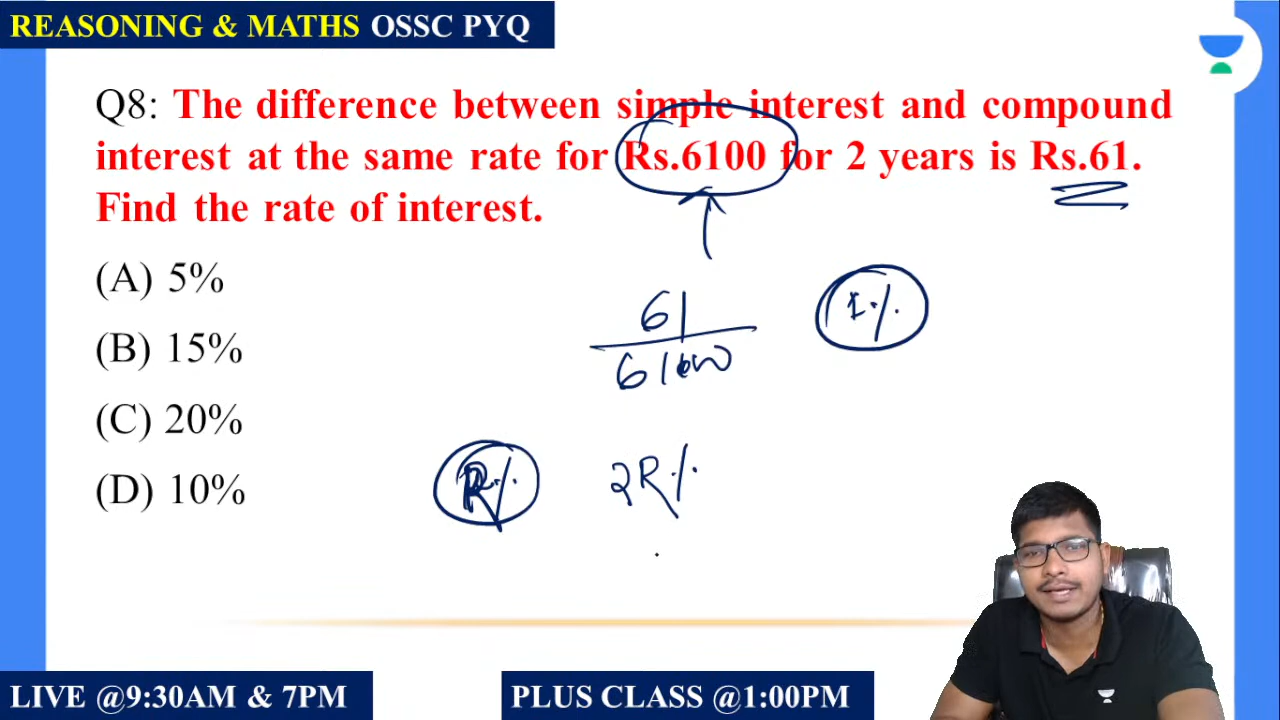 REASONING & MATHS OSSC PYQ
Q8: The difference between simple interest and compound
interest at the same rate for Rs.6100 for 2 years is Rs.61.
Find the rate of interest.
(A) 5%
(B) 15%
(C) 20%
(D) 10%
61
1%
R%
2R%
LIVE @9:30AM & 7PM
PLUS CLASS @1:00PM